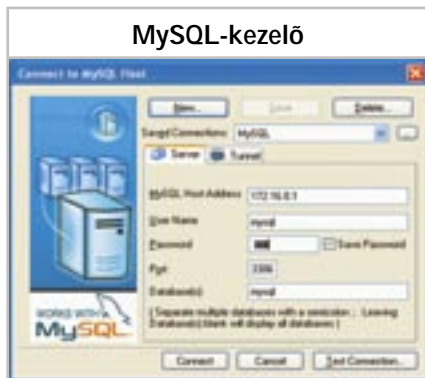 MySQL-kezelõ
Connect to MySQL Host
New... Save Delete...
Saved Connections MySQL ...
Server Tunnel
MySQL Host Address 172.16.0.1
User Name mysql
Password Save Password
Port 3306
Database(s) mysql
( Separate multiple databases with a semicolon ; Leaving
Database(s) blank will display all databases )
WORKS WITH
MySQL
Connect Cancel Test Connection...